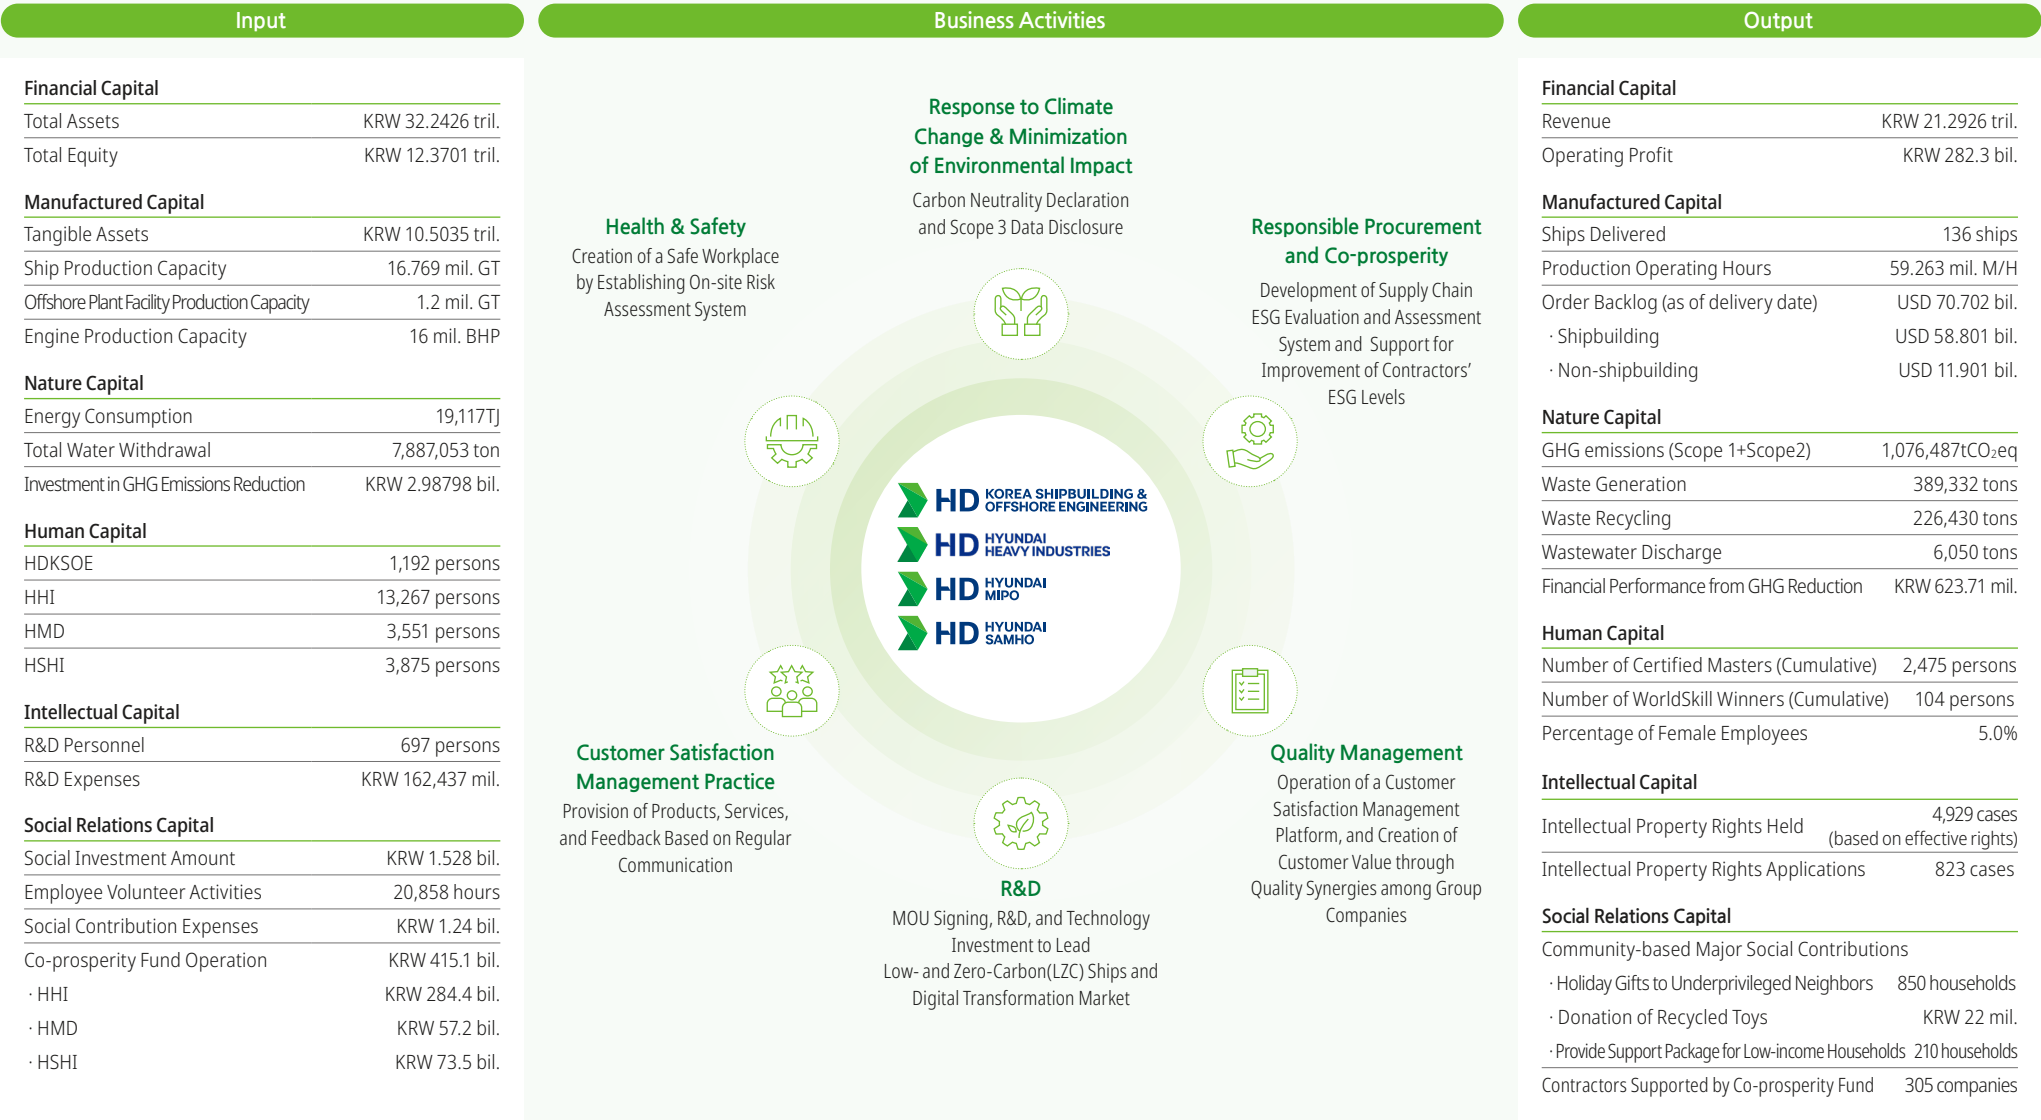 Input
Financial Capital
Total Assets KRW 32.2426 tril.
Total Equity KRW 12.3701 tril.
Manufactured Capital
Tangible Assets KRW 10.5035 tril.
Ship Production Capacity 16.769 mil. GT
Offshore Plant Facility Production Capacity 1.2 mil. GT
Engine Production Capacity 16 mil. BHP
Nature Capital
Energy Consumption 19,117TJ
Total Water Withdrawal 7,887,053 ton
Investment in GHG Emissions Reduction KRW 2.98798 bil.
Human Capital
HDKSOE 1,192 persons
HHI 13,267 persons
HMD 3,551 persons
HSHI 3,875 persons
Intellectual Capital
R&D Personnel 697 persons
R&D Expenses KRW 162,437 mil.
Social Relations Capital
Social Investment Amount KRW 1.528 bil.
Employee Volunteer Activities 20,858 hours
Social Contribution Expenses KRW 1.24 bil.
Co-prosperity Fund Operation KRW 415.1 bil.
· HHI KRW 284.4 bil.
· HMD KRW 57.2 bil.
· HSHI KRW 73.5 bil.
Business Activities
Response to Climate
Change & Minimization
of Environmental Impact
Carbon Neutrality Declaration
and Scope 3 Data Disclosure
Health & Safety
Creation of a Safe Workplace
by Establishing On-site Risk
Assessment System
Responsible Procurement
and Co-prosperity
Development of Supply Chain
ESG Evaluation and Assessment
System and Support for
Improvement of Contractors'
ESG Levels
HD KOREA SHIPBUILDING &
OFFSHORE ENGINEERING
HD HYUNDAI
HEAVY INDUSTRIES
HD HYUNDAI
MIPO
HD HYUNDAI
SAMHO
Customer Satisfaction
Management Practice
Provision of Products, Services,
and Feedback Based on Regular
Communication
R&D
MOU Signing, R&D, and Technology
Investment to Lead
Low- and Zero-Carbon(LZC) Ships and
Digital Transformation Market
Quality Management
Operation of a Customer
Satisfaction Management
Platform, and Creation of
Customer Value through
Quality Synergies among Group
Companies
Output
Financial Capital
Revenue KRW 21.2926 tril.
Operating Profit KRW 282.3 bil.
Manufactured Capital
Ships Delivered 136 ships
Production Operating Hours 59.263 mil. M/H
Order Backlog (as of delivery date) USD 70.702 bil.
· Shipbuilding USD 58.801 bil.
· Non-shipbuilding USD 11.901 bil.
Nature Capital
GHG emissions (Scope 1+Scope2) 1,076,487tCO₂eq
Waste Generation 389,332 tons
Waste Recycling 226,430 tons
Wastewater Discharge 6,050 tons
Financial Performance from GHG Reduction KRW 623.71 mil.
Human Capital
Number of Certified Masters (Cumulative) 2,475 persons
Number of WorldSkill Winners (Cumulative) 104 persons
Percentage of Female Employees 5.0%
Intellectual Capital
Intellectual Property Rights Held 4,929 cases
(based on effective rights)
Intellectual Property Rights Applications 823 cases
Social Relations Capital
Community-based Major Social Contributions
· Holiday Gifts to Underprivileged Neighbors 850 households
· Donation of Recycled Toys KRW 22 mil.
· Provide Support Package for Low-income Households 210 households
Contractors Supported by Co-prosperity Fund 305 companies